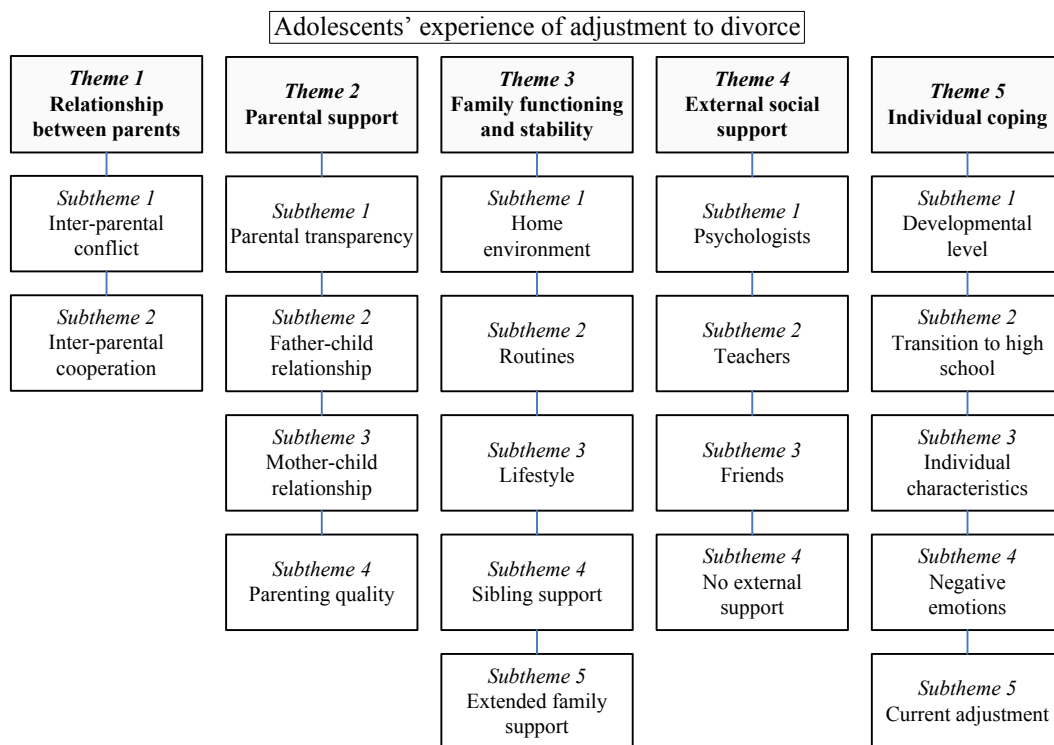 Adolescents’ experience of adjustment to divorce
Theme 1
Relationship
between parents
Subtheme 1
Inter-parental
conflict
Subtheme 2
Inter-parental
cooperation
Theme 2
Parental support
Subtheme 1
Parental transparency
Subtheme 2
Father-child
relationship
Subtheme 3
Mother-child
relationship
Subtheme 4
Parenting quality
Theme 3
Family functioning
and stability
Subtheme 1
Home
environment
Subtheme 2
Routines
Subtheme 3
Lifestyle
Subtheme 4
Sibling support
Subtheme 5
Extended family
support
Theme 4
External social
support
Subtheme 1
Psychologists
Subtheme 2
Teachers
Subtheme 3
Friends
Subtheme 4
No external
support
Theme 5
Individual coping
Subtheme 1
Developmental
level
Subtheme 2
Transition to high
school
Subtheme 3
Individual
characteristics
Subtheme 4
Negative
emotions
Subtheme 5
Current adjustment